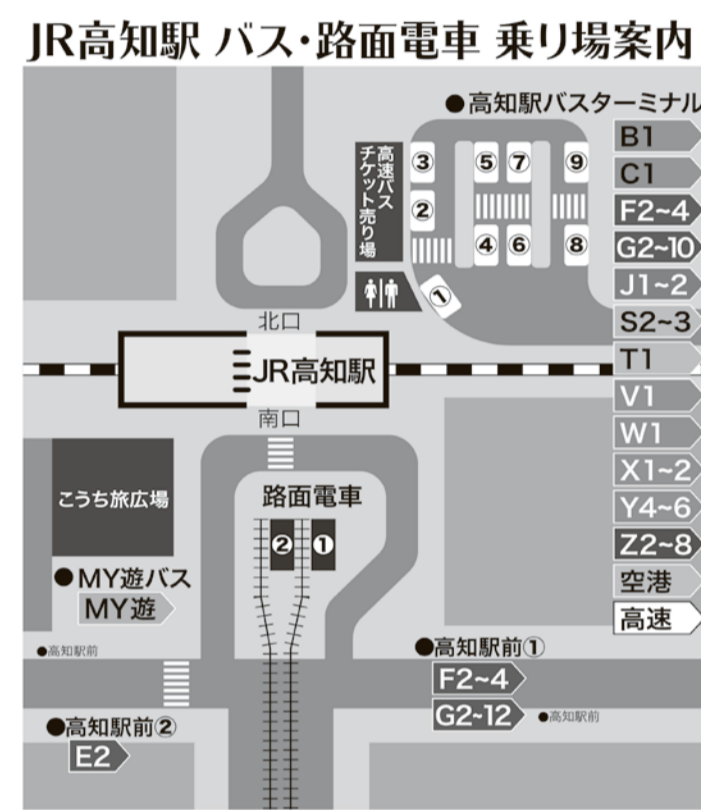 JR高知駅 バス・路面電車 乗り場案内
●高知駅バスターミナル
高速バス
チケット売り場
③
⑤
⑦
⑨
②
④
⑥
⑧
①
B1
C1
F2~4
G2~10
J1~2
S2~3
T1
V1
W1
X1~2
Y4~6
Z2~8
空港
高速
北口
JR高知駅
南口
こうち旅広場
路面電車
②
①
●MY遊バス
MY遊
●高知駅前
●高知駅前①
F2~4
G2~12
●高知駅前
●高知駅前②
E2